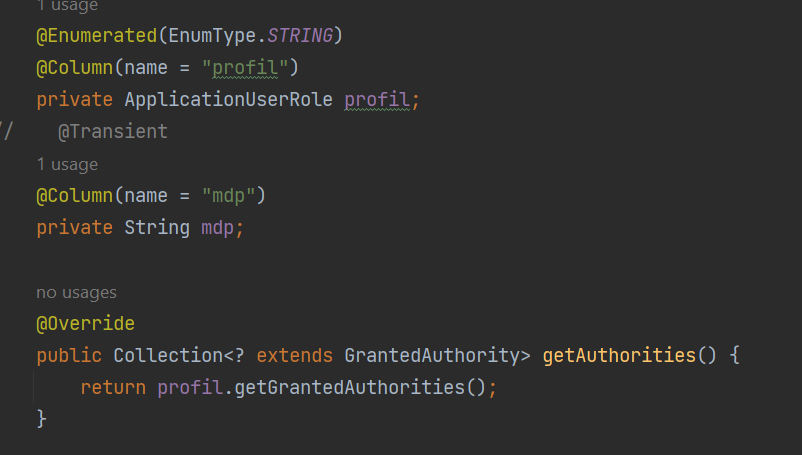 1 usage
@Enumerated(EnumType.STRING)
@Column(name = "profil")
private ApplicationUserRole profil;
//    @Transient
1 usage
@Column(name = "mdp")
private String mdp;
no usages
@Override
public Collection<? extends GrantedAuthority> getAuthorities() {
    return profil.getGrantedAuthorities();
}